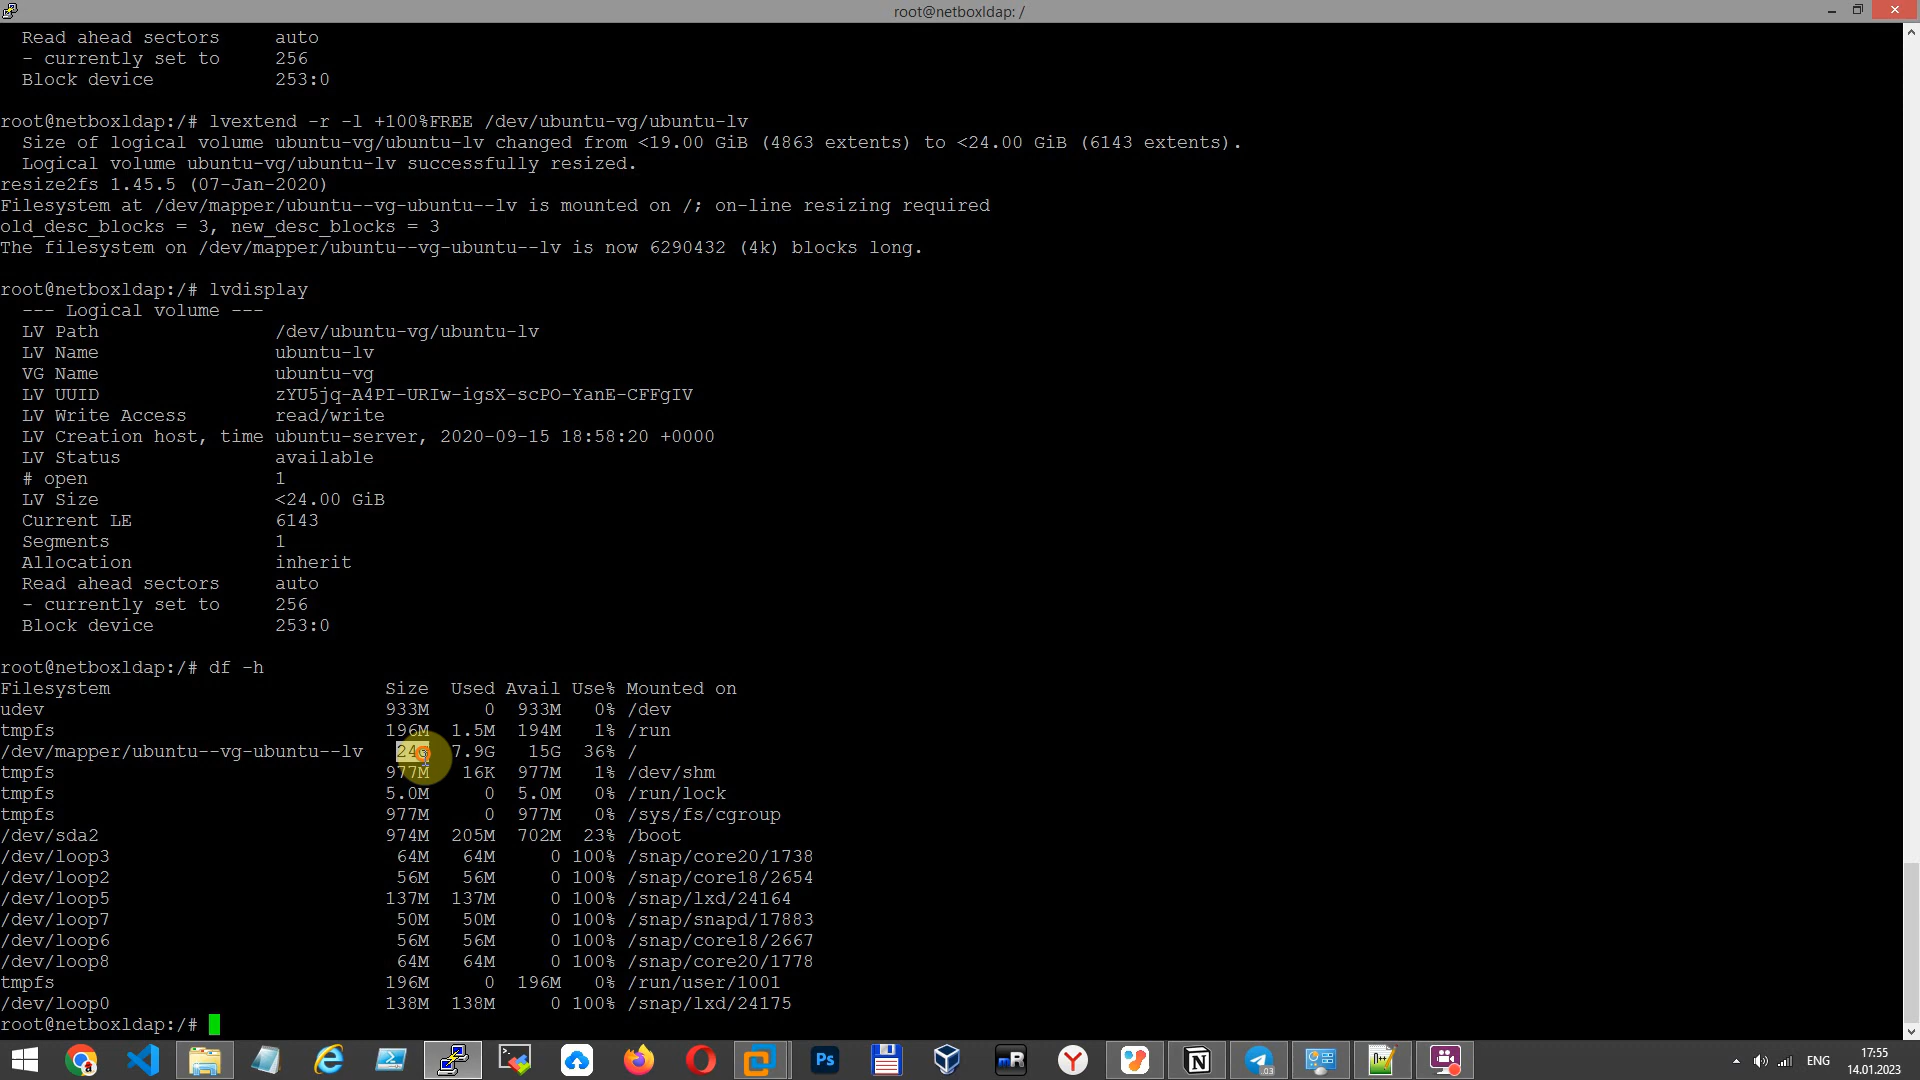 root@netboxldap: /
Read ahead sectors auto
- currently set to 256
Block device 253:0
root@netboxldap:/# lvextend -r -l +100%FREE /dev/ubuntu-vg/ubuntu-lv
Size of logical volume ubuntu-vg/ubuntu-lv changed from <19.00 GiB (4863 extents) to <24.00 GiB (6143 extents).
Logical volume ubuntu-vg/ubuntu-lv successfully resized.
resize2fs 1.45.5 (07-Jan-2020)
Filesystem at /dev/mapper/ubuntu--vg-ubuntu--lv is mounted on /; on-line resizing required
old_desc_blocks = 3, new_desc_blocks = 3
The filesystem on /dev/mapper/ubuntu--vg-ubuntu--lv is now 6290432 (4k) blocks long.
root@netboxldap:/# lvdisplay
--- Logical volume ---
LV Path /dev/ubuntu-vg/ubuntu-lv
LV Name ubuntu-lv
VG Name ubuntu-vg
LV UUID zYU5jq-A4PI-URIw-igsX-scPO-YanE-CFFgIV
LV Write Access read/write
LV Creation host, time ubuntu-server, 2020-09-15 18:58:20 +0000
LV Status available
# open 1
LV Size <24.00 GiB
Current LE 6143
Segments 1
Allocation inherit
Read ahead sectors auto
- currently set to 256
Block device 253:0
root@netboxldap:/# df -h
Filesystem Size Used Avail Use% Mounted on
udev 933M 0 933M 0% /dev
tmpfs 196M 1.5M 194M 1% /run
/dev/mapper/ubuntu--vg-ubuntu--lv 24G 7.9G 15G 36% /
tmpfs 977M 16K 977M 1% /dev/shm
tmpfs 5.0M 0 5.0M 0% /run/lock
tmpfs 977M 0 977M 0% /sys/fs/cgroup
/dev/sda2 974M 205M 702M 23% /boot
/dev/loop3 64M 64M 0 100% /snap/core20/1738
/dev/loop2 56M 56M 0 100% /snap/core18/2654
/dev/loop5 137M 137M 0 100% /snap/lxd/24164
/dev/loop7 50M 50M 0 100% /snap/snapd/17883
/dev/loop6 56M 56M 0 100% /snap/core18/2667
/dev/loop8 64M 64M 0 100% /snap/core20/1778
tmpfs 196M 0 196M 0% /run/user/1001
/dev/loop0 138M 138M 0 100% /snap/lxd/24175
root@netboxldap:/#
Ps
mR
Y
N
.03
ENG
17:55
14.01.2023